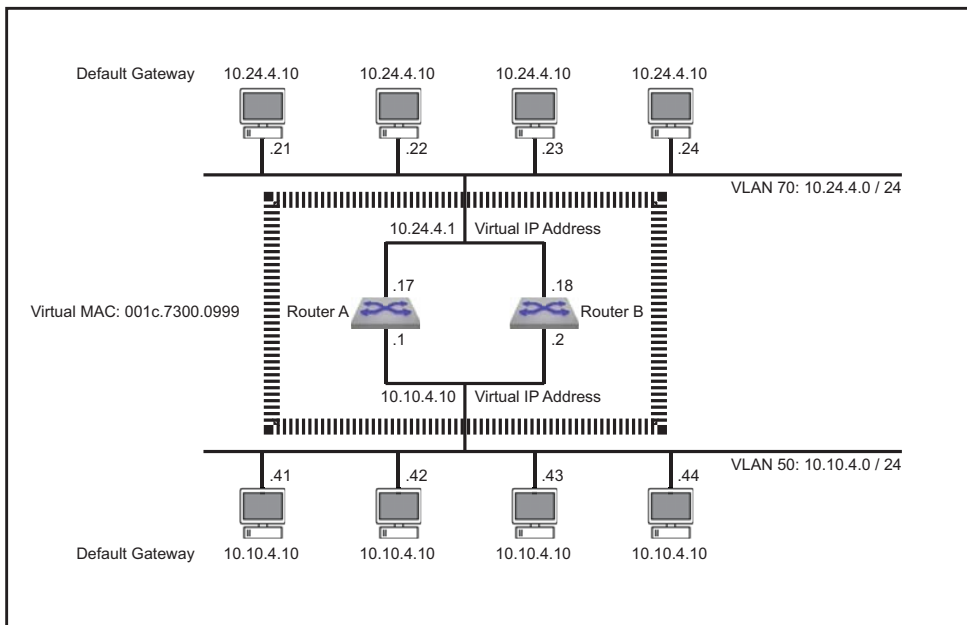 Default Gateway 10.24.4.10 10.24.4.10 10.24.4.10 10.24.4.10
.21 .22 .23 .24
VLAN 70: 10.24.4.0 / 24
10.24.4.1 Virtual IP Address
.17 .18
Virtual MAC: 001c.7300.0999 Router A Router B
.1 .2
10.10.4.10 Virtual IP Address
VLAN 50: 10.10.4.0 / 24
.41 .42 .43 .44
Default Gateway 10.10.4.10 10.10.4.10 10.10.4.10 10.10.4.10